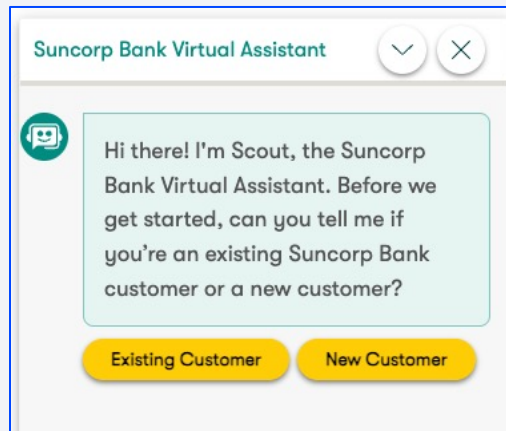 Suncorp Bank Virtual Assistant
Hi there! I'm Scout, the Suncorp
Bank Virtual Assistant. Before we
get started, can you tell me if
you’re an existing Suncorp Bank
customer or a new customer?
Existing Customer
New Customer